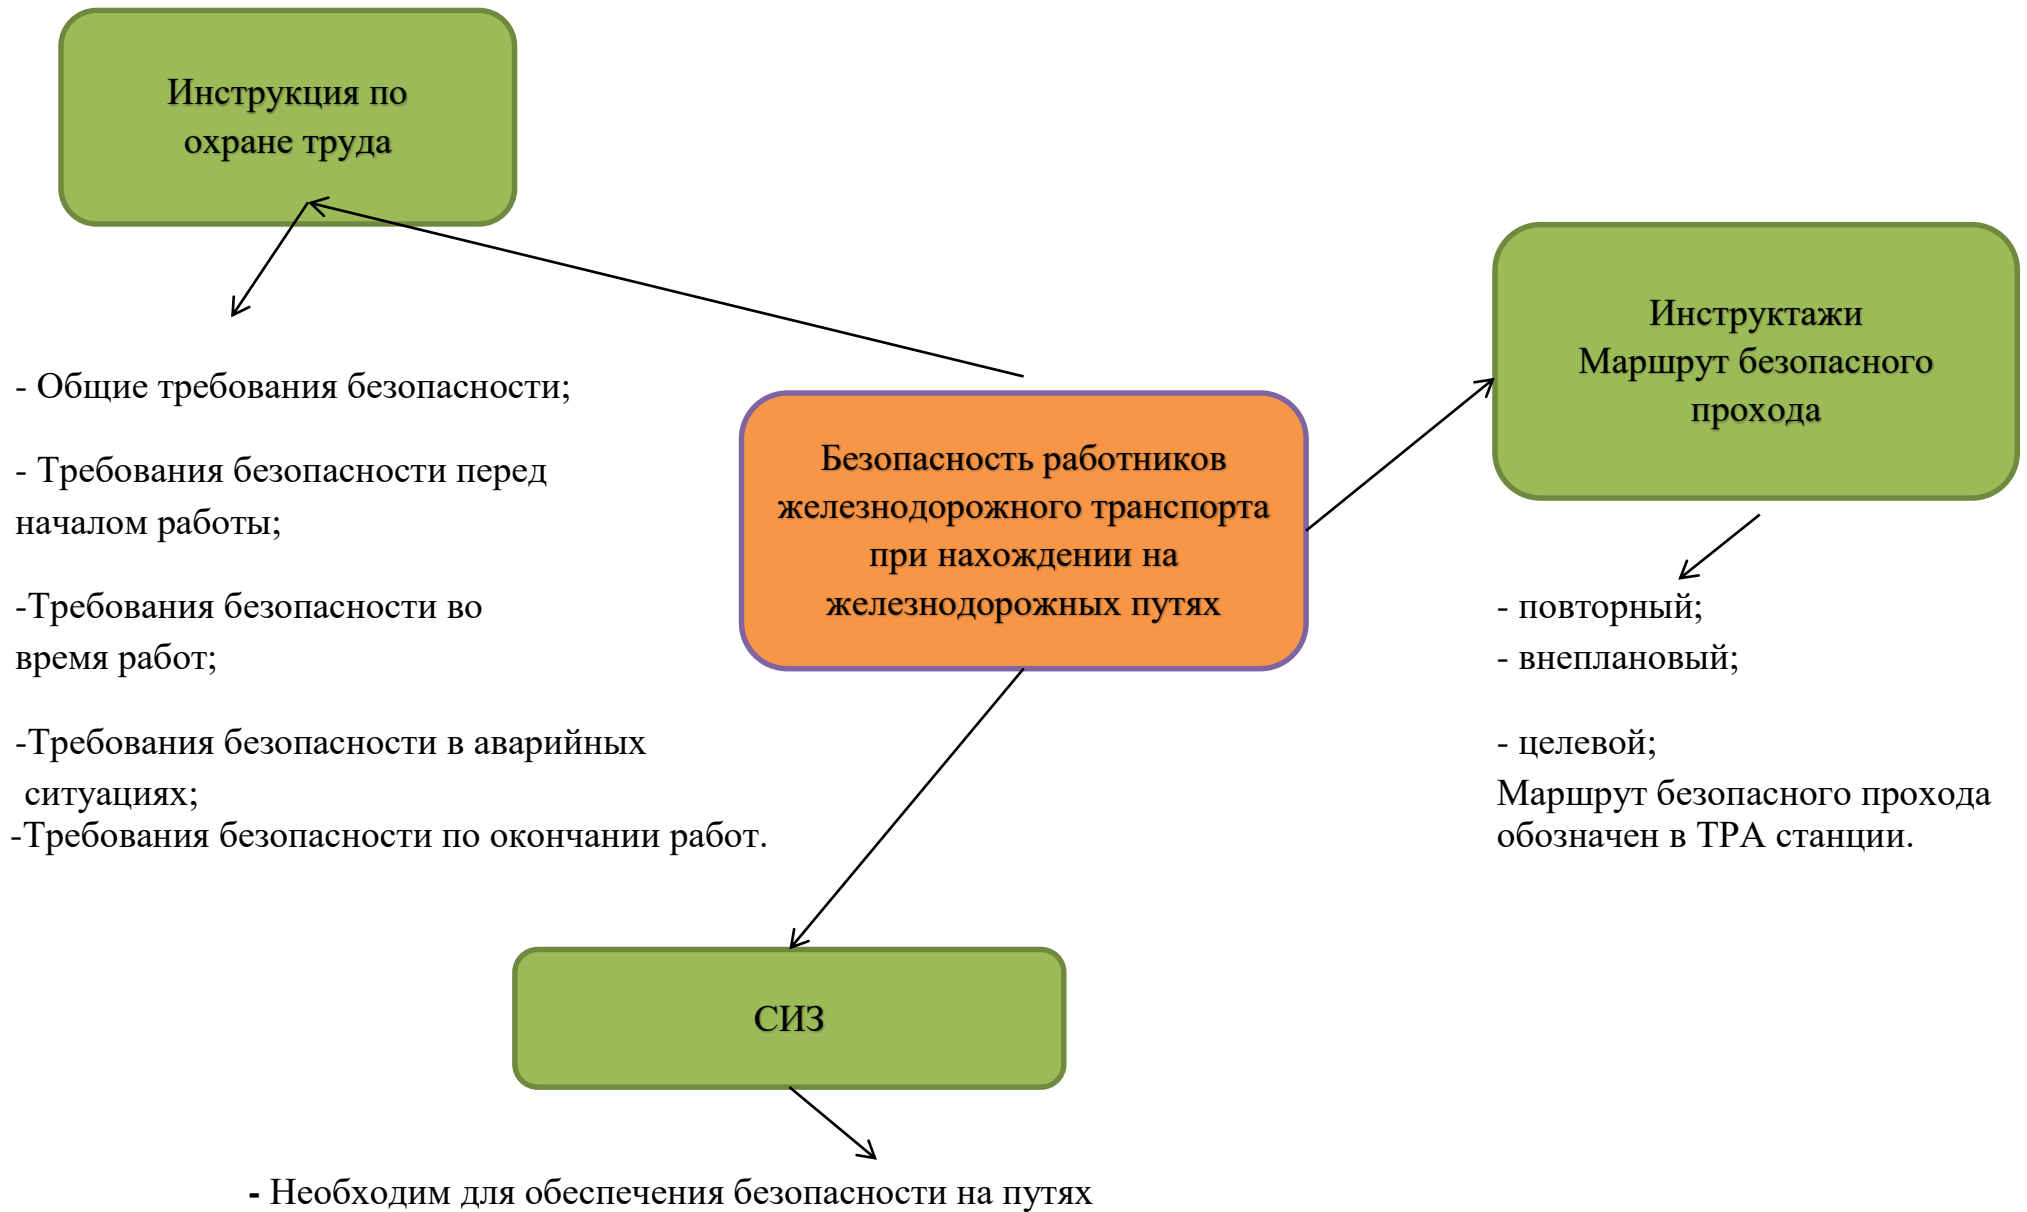 Инструкция по
охране труда
- Общие требования безопасности;
- Требования безопасности перед
началом работы;
-Требования безопасности во
время работ;
-Требования безопасности в аварийных
ситуациях;
-Требования безопасности по окончании работ.
Безопасность работников
железнодорожного транспорта
при нахождении на
железнодорожных путях
Инструктажи
Маршрут безопасного
прохода
- повторный;
- внеплановый;
- целевой;
Маршрут безопасного прохода
обозначен в ТРА станции.
СИЗ
- Необходим для обеспечения безопасности на путях